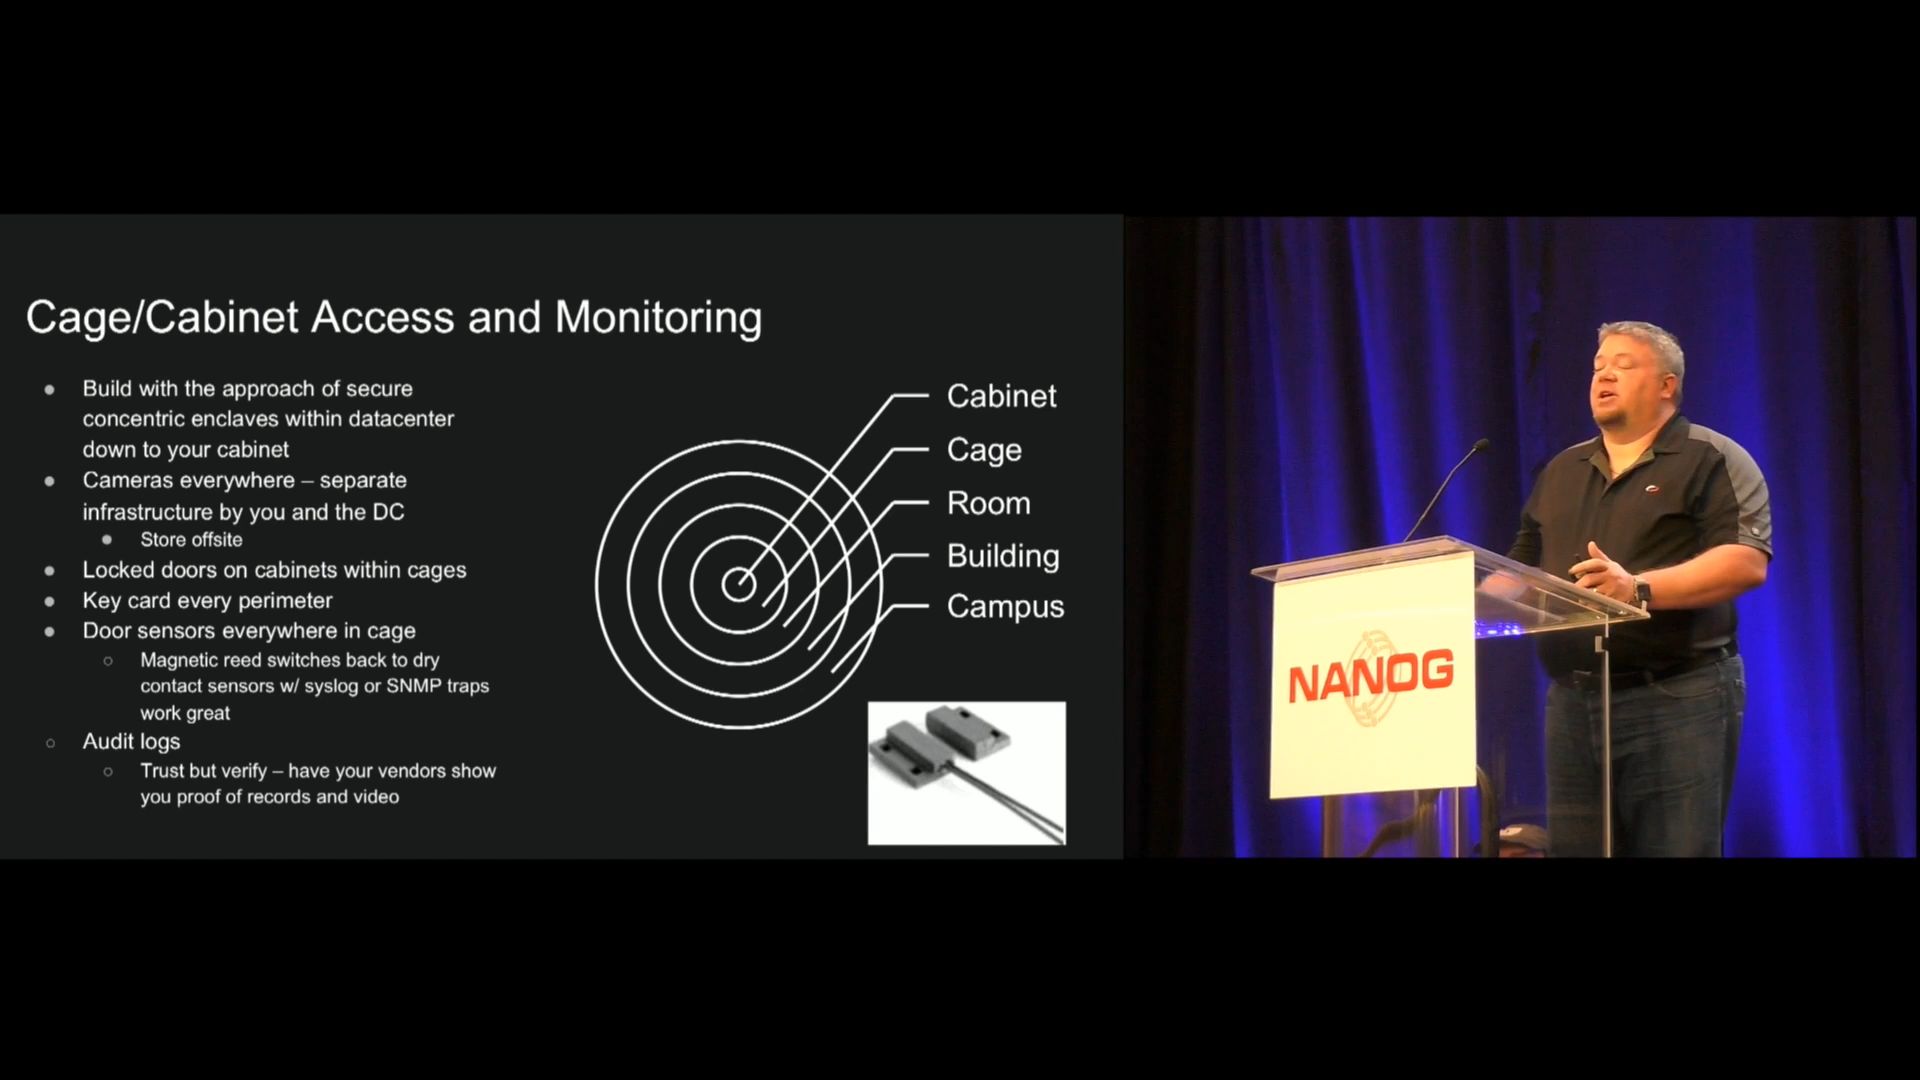 Cage/Cabinet Access and Monitoring
Build with the approach of secure
concentric enclaves within datacenter
down to your cabinet
Cameras everywhere – separate
infrastructure by you and the DC
Store offsite
Locked doors on cabinets within cages
Key card every perimeter
Door sensors everywhere in cage
Magnetic reed switches back to dry
contact sensors w/ syslog or SNMP traps
work great
Audit logs
Trust but verify – have your vendors show
you proof of records and video
Cabinet
Cage
Room
Building
Campus
NANOG